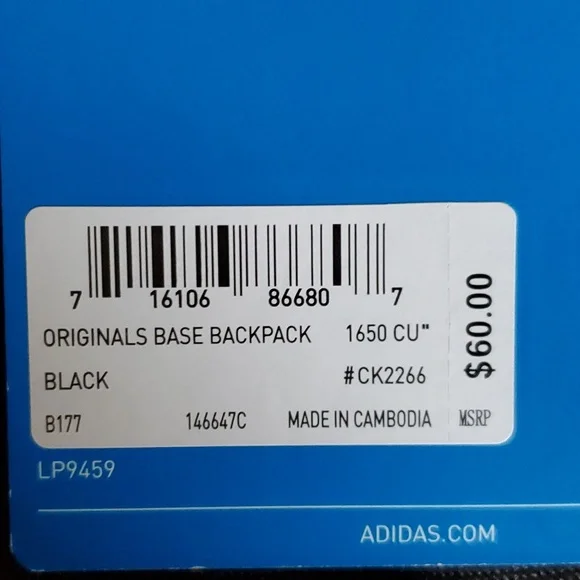 7 16106 86680 7
ORIGINALS BASE BACKPACK 1650 CU"
BLACK #CK2266
B177 146647C MADE IN CAMBODIA
$60.00
MSRP
LP9459
ADIDAS.COM